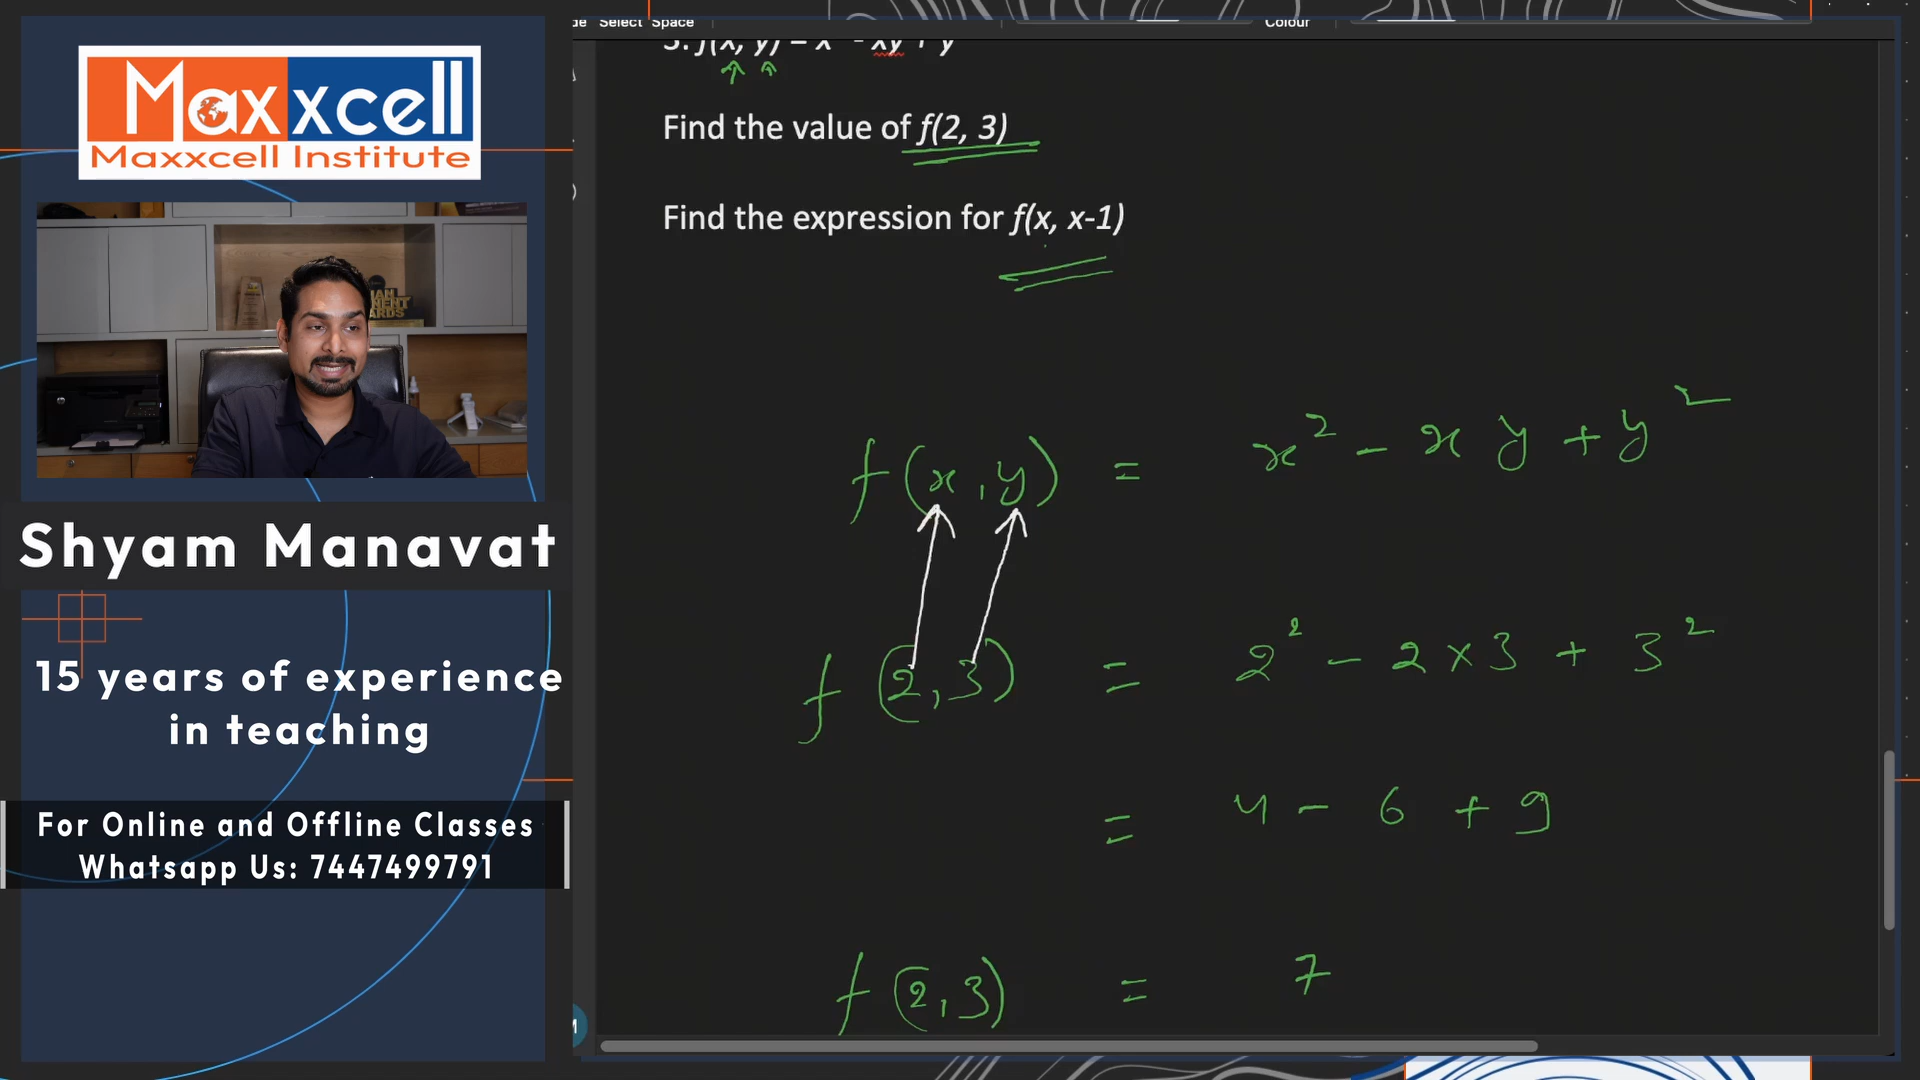 Select Space
Colour
Maxxcell
Maxxcell Institute
Shyam Manavat
15 years of experience
in teaching
For Online and Offline Classes
Whatsapp Us: 7447499791
Find the value of f(2, 3)
Find the expression for f(x, x-1)
f(x,y) = x² - xy + y²
f(2,3) = 2² - 2×3 + 3²
= 4 - 6 + 9
f(2,3) = 7